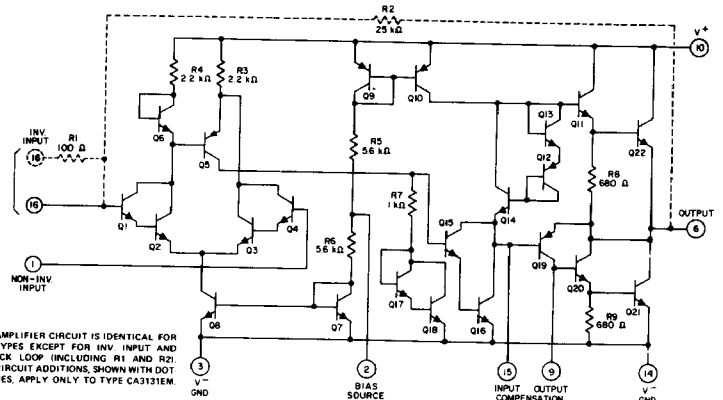 R2
25 kΩ
V+
10
R4
2.2 kΩ
R3
2.2 kΩ
Q9
Q10
Q13
Q11
Q6
Q5
R5
5.6 kΩ
Q12
Q22
INV.
INPUT
R1
100 Ω
16
R7
1 kΩ
R8
680 Ω
Q15
Q14
16
Q1
Q2
Q3
Q4
R6
5.6 kΩ
OUTPUT
6
Q19
Q20
1
NON-INV.
INPUT
Q17
Q18
Q16
Q21
Q8
Q7
R9
680 Ω
AMPLIFIER CIRCUIT IS IDENTICAL FOR
TYPES EXCEPT FOR INV. INPUT AND
CK LOOP (INCLUDING R1 AND R2).
CIRCUIT ADDITIONS, SHOWN WITH DOT-
ES, APPLY ONLY TO TYPE CA3131EM.
3
V−
GND
2
BIAS
SOURCE
15
9
INPUT OUTPUT
COMPENSATION
14
V−
GND